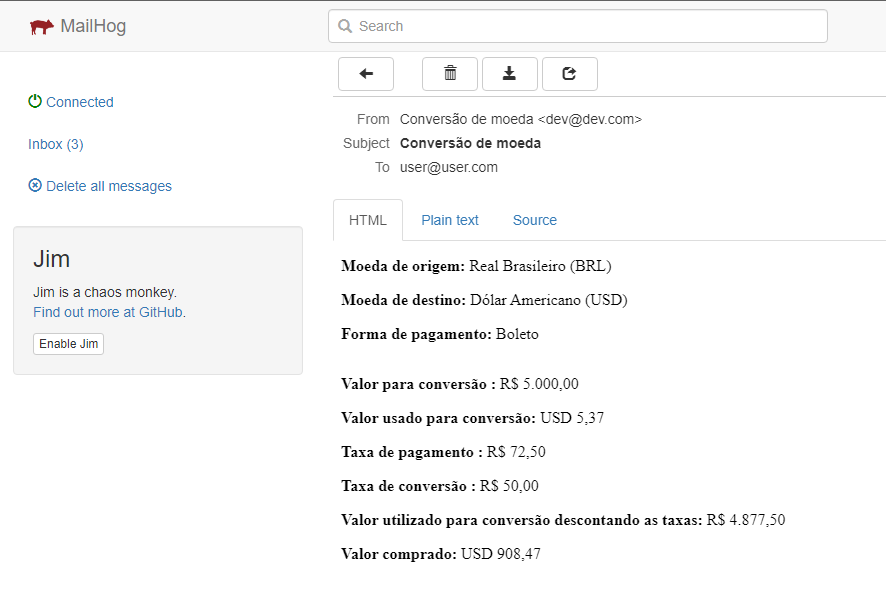 MailHog
Search
Connected
Inbox (3)
Delete all messages
Jim
Jim is a chaos monkey.
Find out more at GitHub.
Enable Jim
From Conversão de moeda <dev@dev.com>
Subject Conversão de moeda
To user@user.com
HTML Plain text Source
Moeda de origem: Real Brasileiro (BRL)
Moeda de destino: Dólar Americano (USD)
Forma de pagamento: Boleto
Valor para conversão : R$ 5.000,00
Valor usado para conversão: USD 5,37
Taxa de pagamento : R$ 72,50
Taxa de conversão : R$ 50,00
Valor utilizado para conversão descontando as taxas: R$ 4.877,50
Valor comprado: USD 908,47